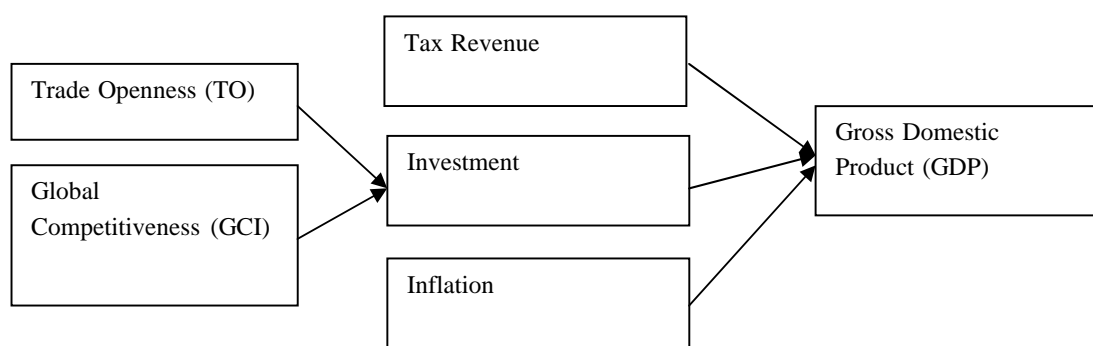 Tax Revenue
Trade Openness (TO)
Gross Domestic
Product (GDP)
Investment
Global
Competitiveness (GCI)
Inflation